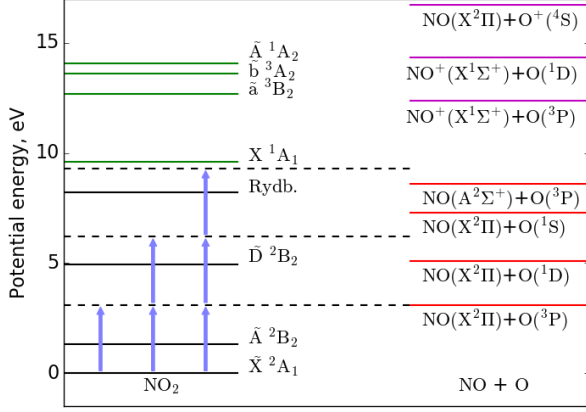 Potential energy, eV
15
10
5
0
Ã ¹A₂
b̃ ³A₂
ã ³B₂
X ¹A₁
Rydb.
D̃ ²B₂
Ã ²B₂
X̃ ²A₁
NO₂
NO(X²Π)+O⁺(⁴S)
NO⁺(X¹Σ⁺)+O(¹D)
NO⁺(X¹Σ⁺)+O(³P)
NO(A²Σ⁺)+O(³P)
NO(X²Π)+O(¹S)
NO(X²Π)+O(¹D)
NO(X²Π)+O(³P)
NO + O